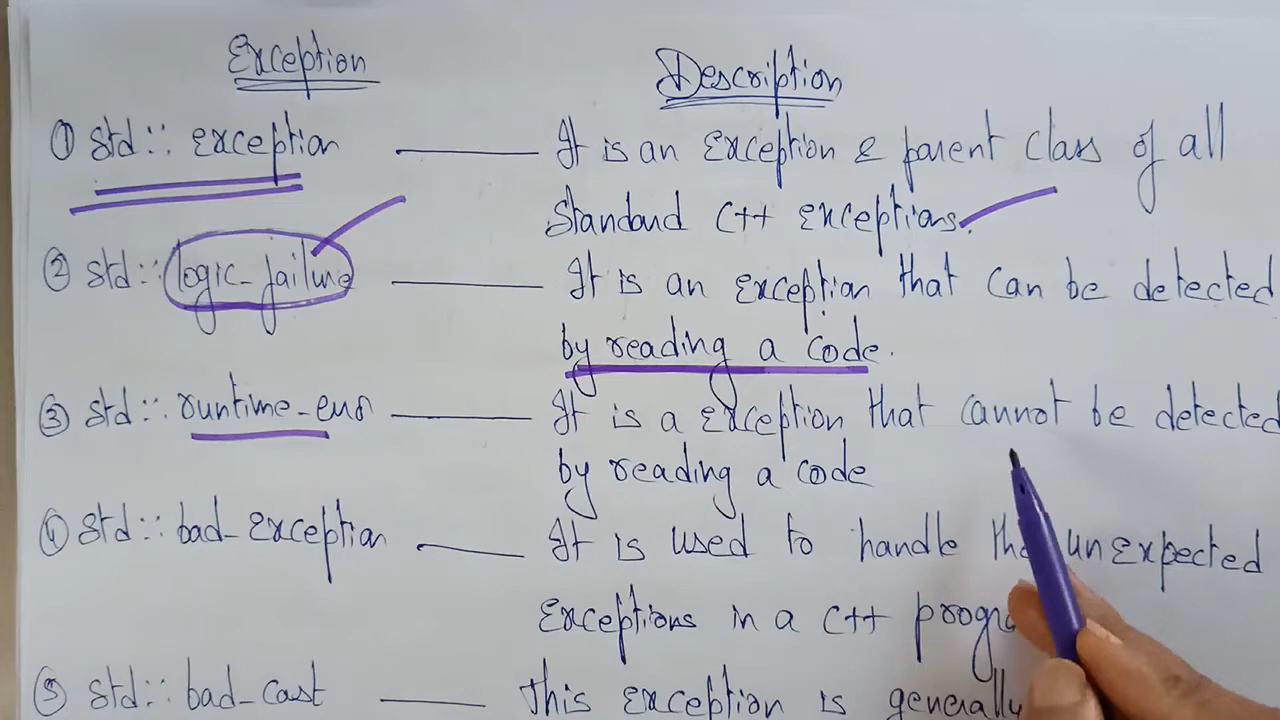 Exception Description
① Std:: exception — It is an exception & parent class of all
Standard C++ exceptions.
② Std:: logic_failure — It is an exception that can be detected
by reading a code.
③ Std:: runtime_error — It is a exception that cannot be detected
by reading a code
④ Std:: bad_Exception — It is used to handle the unexpected
Exceptions in a C++
⑤ Std:: bad_cast — This exception is generally